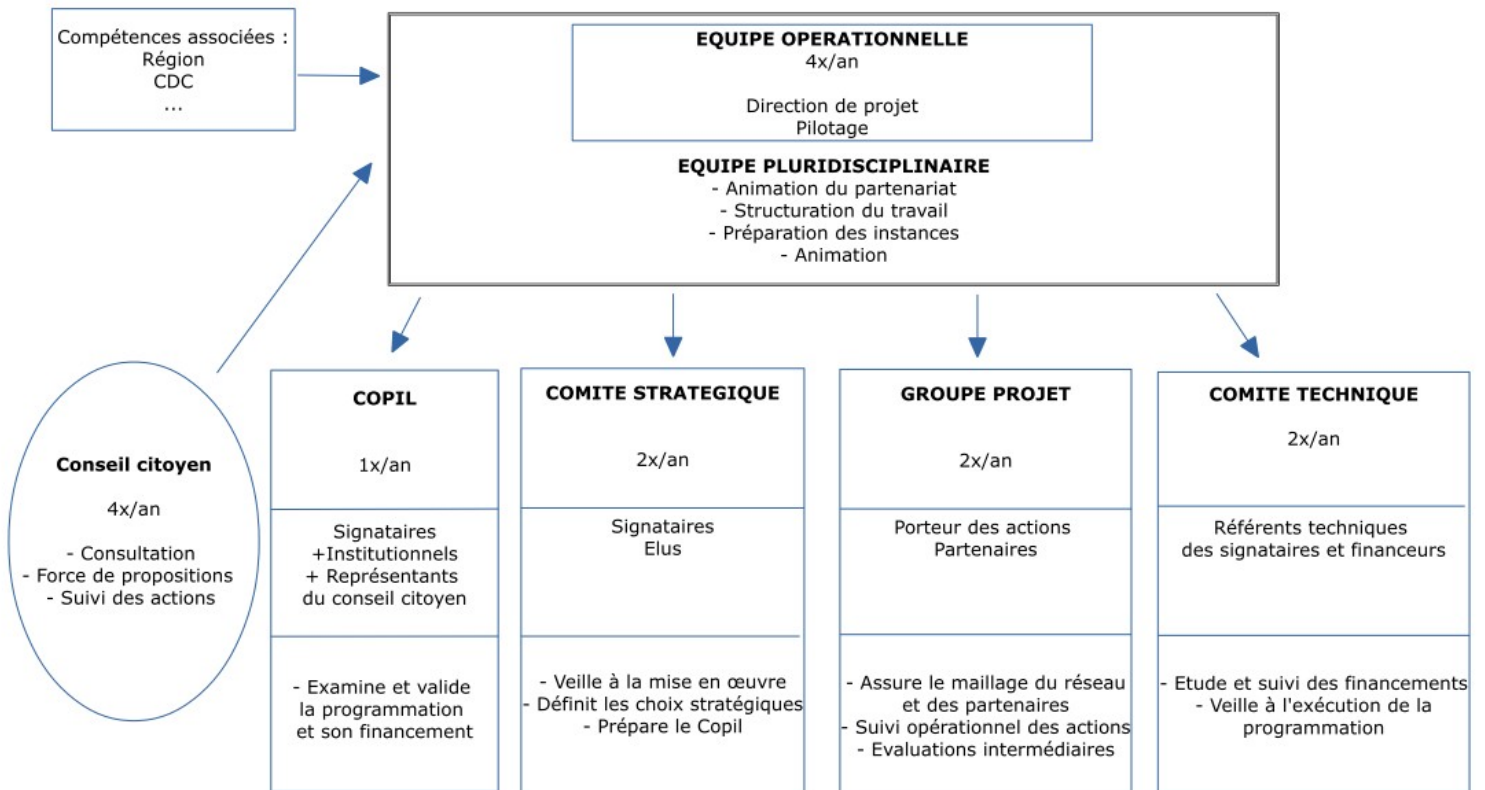 Compétences associées :
Région
CDC
...
EQUIPE OPERATIONNELLE
4x/an
Direction de projet
Pilotage
EQUIPE PLURIDISCIPLINAIRE
- Animation du partenariat
- Structuration du travail
- Préparation des instances
- Animation
Conseil citoyen
4x/an
- Consultation
- Force de propositions
- Suivi des actions
COPIL
1x/an
Signataires
+Institutionnels
+ Représentants
du conseil citoyen
- Examine et valide
la programmation
et son financement
COMITE STRATEGIQUE
2x/an
Signataires
Elus
- Veille à la mise en œuvre
- Définit les choix stratégiques
- Prépare le Copil
GROUPE PROJET
2x/an
Porteur des actions
Partenaires
- Assure le maillage du réseau
et des partenaires
- Suivi opérationnel des actions
- Evaluations intermédiaires
COMITE TECHNIQUE
2x/an
Référents techniques
des signataires et financeurs
- Etude et suivi des financements
- Veille à l'exécution de la
programmation